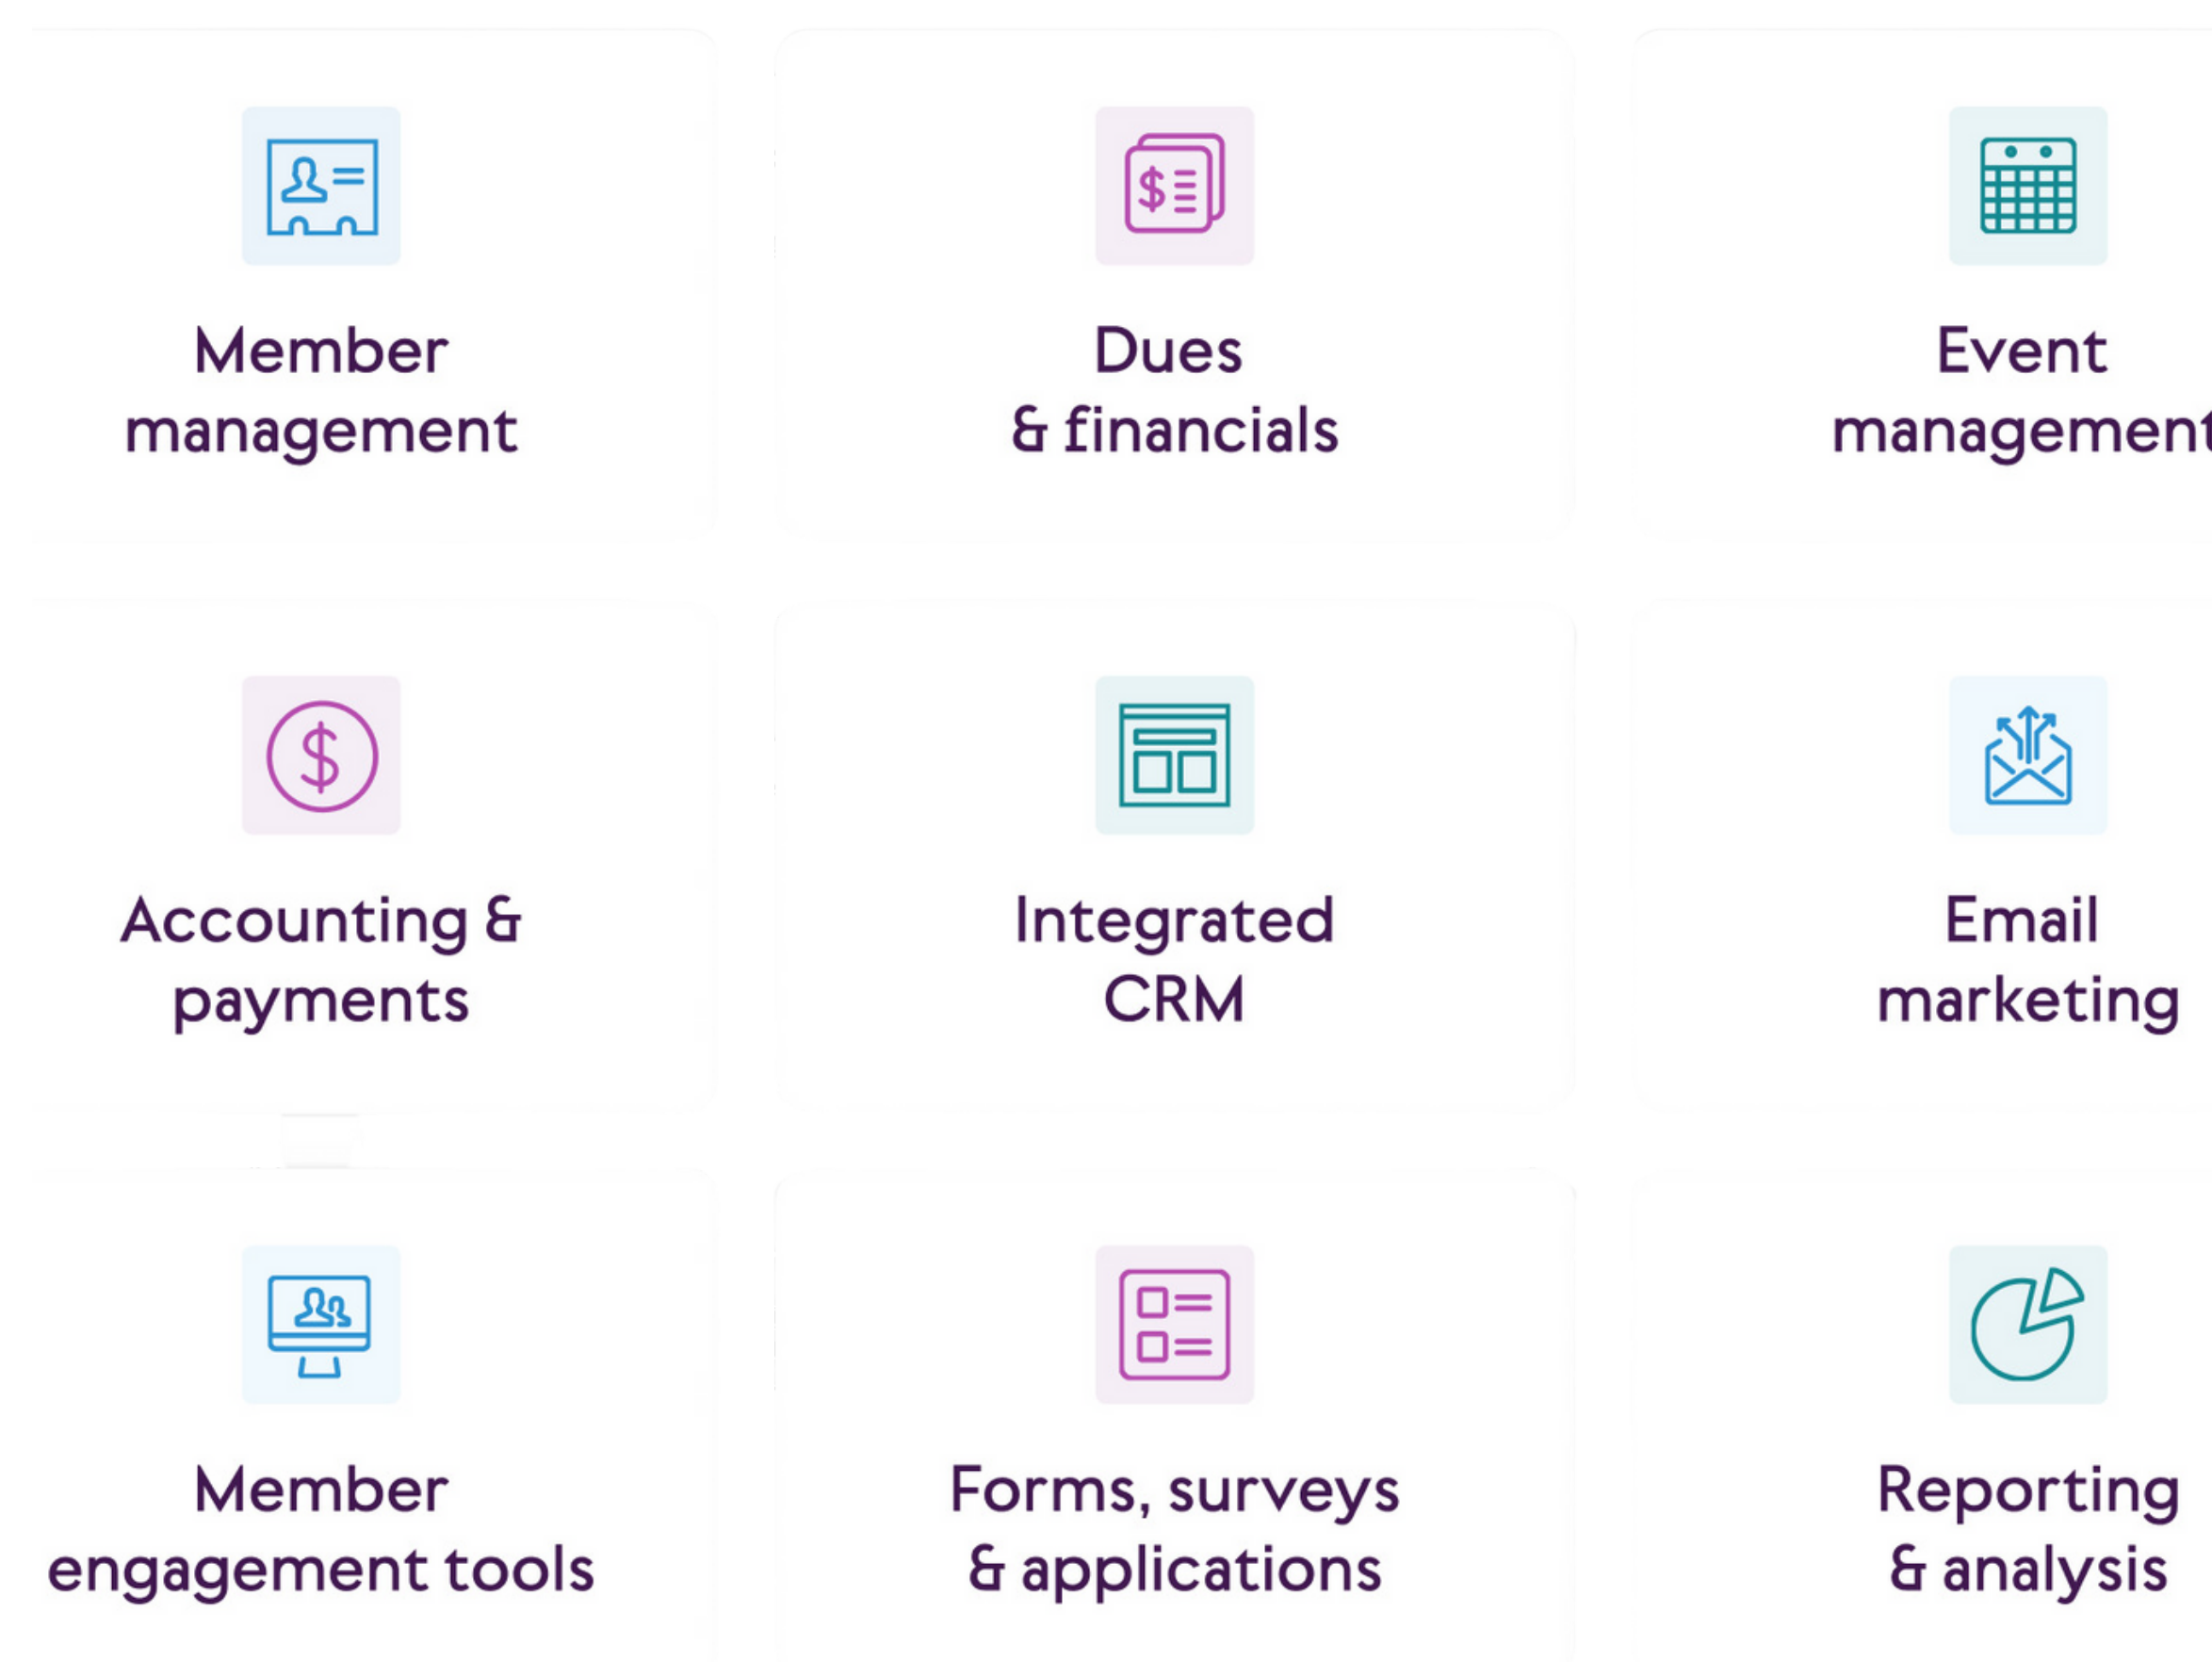 Member
management
Dues
& financials
Event
management
Accounting &
payments
Integrated
CRM
Email
marketing
Member
engagement tools
Forms, surveys
& applications
Reporting
& analysis